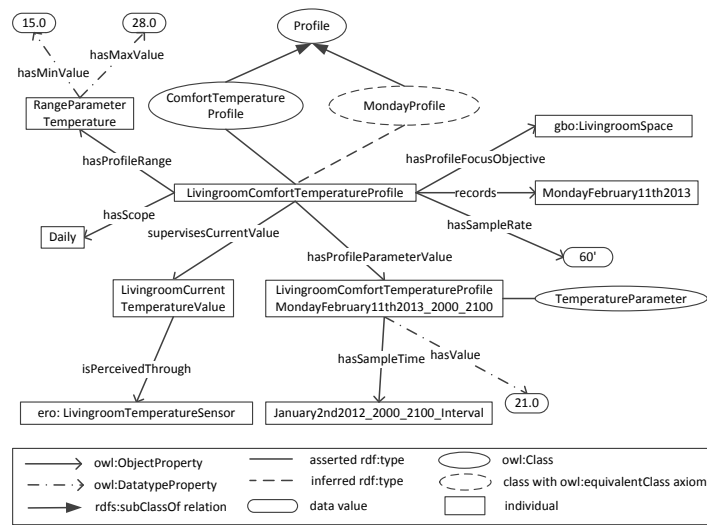 Profile
15.0
28.0
hasMaxValue
hasMinValue
RangeParameter
Temperature
ComfortTemperature
Profile
MondayProfile
gbo:LivingroomSpace
hasProfileFocusObjective
hasProfileRange
LivingroomComfortTemperatureProfile
records
MondayFebruary11th2013
hasScope
hasSampleRate
Daily
supervisesCurrentValue
hasProfileParameterValue
60'
LivingroomCurrent
TemperatureValue
LivingroomComfortTemperatureProfile
MondayFebruary11th2013_2000_2100
TemperatureParameter
isPerceivedThrough
hasSampleTime
hasValue
ero: LivingroomTemperatureSensor
January2nd2012_2000_2100_Interval
21.0
owl:ObjectProperty
asserted rdf:type
owl:Class
owl:DatatypeProperty
inferred rdf:type
class with owl:equivalentClass axiom
rdfs:subClassOf relation
data value
individual